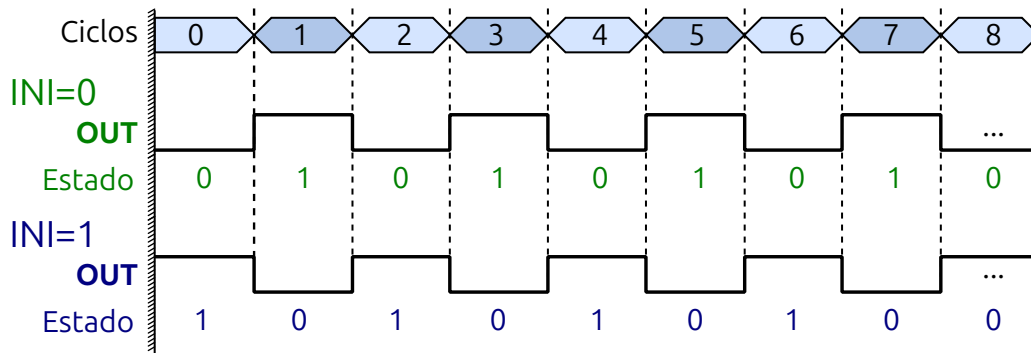 Ciclos 0 1 2 3 4 5 6 7 8
INI=0
OUT ...
Estado 0 1 0 1 0 1 0 1 0
INI=1
OUT ...
Estado 1 0 1 0 1 0 1 0 0